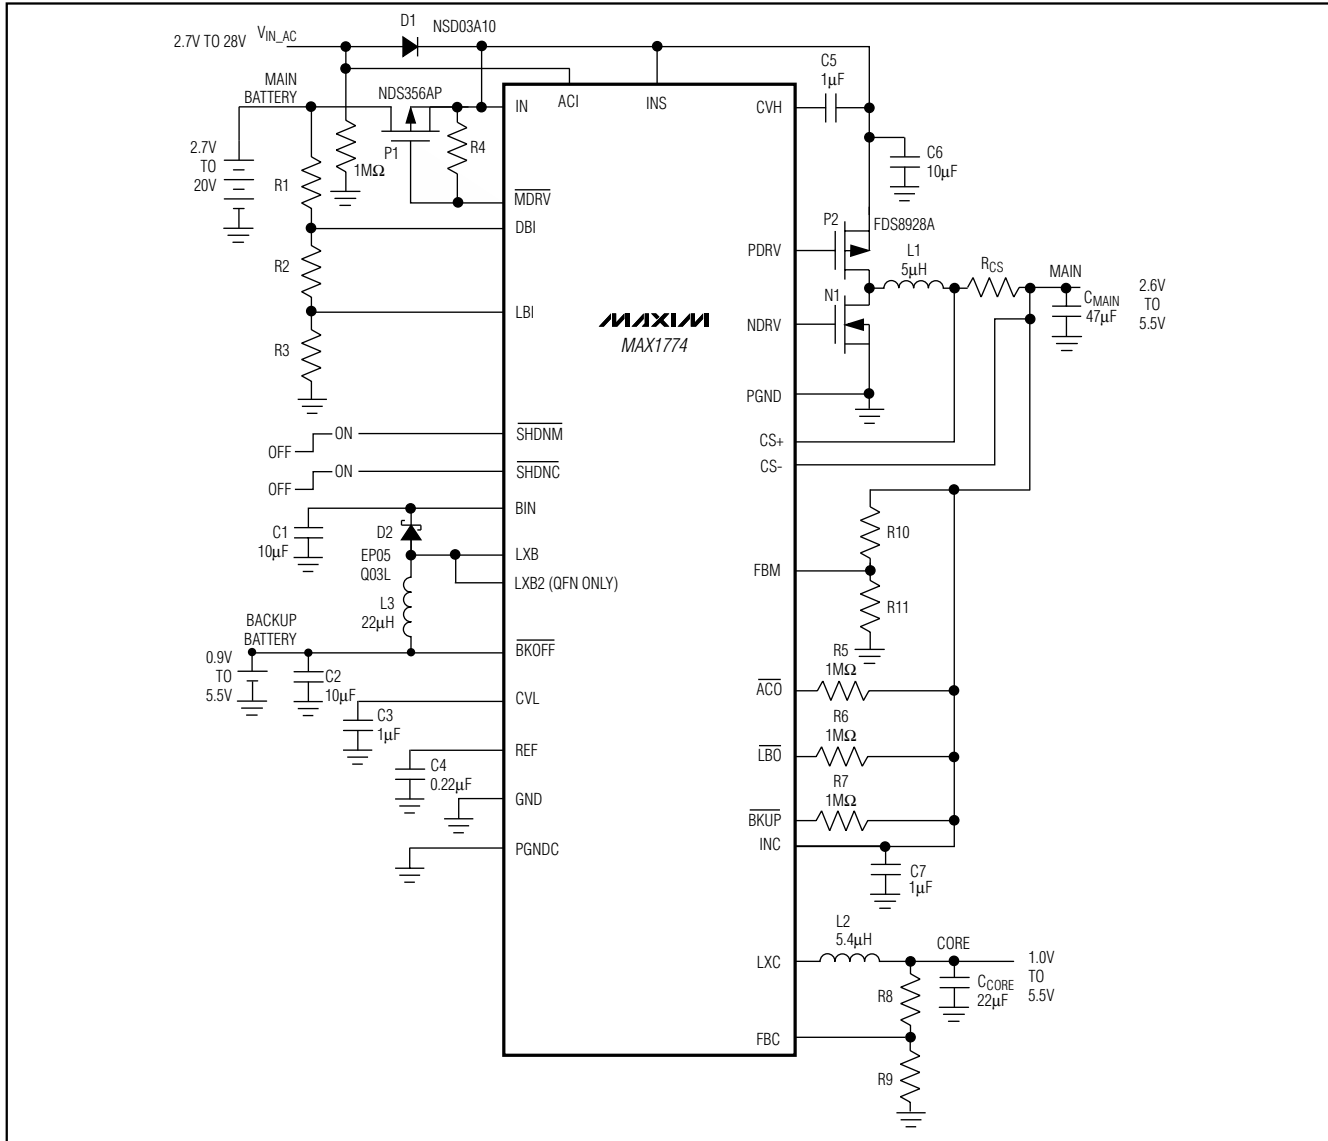 D1
NSD03A10
2.7V TO 28V
VIN_AC
MAIN
BATTERY
NDS356AP
IN
ACI
INS
CVH
C5
1µF
2.7V
TO
20V
R1
1MΩ
P1
R4
C6
10µF
MDRV
DBI
PDRV
P2
FDS8928A
R2
L1
5µH
RCS
MAIN
2.6V
TO
5.5V
CMAIN
47µF
N1
LBI
NDRV
MAXIM
MAX1774
R3
PGND
OFF
ON
SHDNM
CS+
OFF
ON
SHDNC
CS-
BIN
C1
10µF
D2
EP05
Q03L
LXB
LXB2 (QFN ONLY)
R10
FBM
L3
22µH
R11
BACKUP
BATTERY
BKOFF
0.9V
TO
5.5V
C2
10µF
R5
1MΩ
ACO
CVL
C3
1µF
R6
1MΩ
LBO
REF
C4
0.22µF
R7
1MΩ
BKUP
GND
INC
PGNDC
C7
1µF
L2
5.4µH
CORE
LXC
1.0V
TO
5.5V
R8
CCORE
22µF
FBC
R9